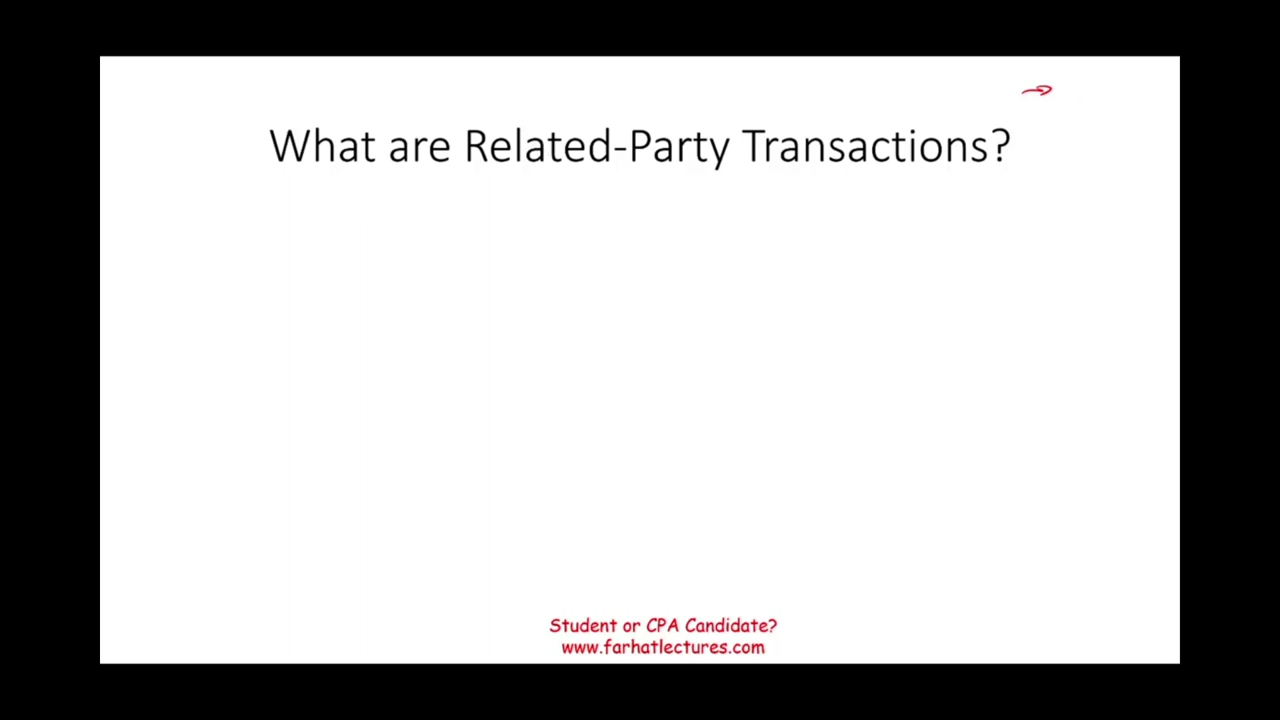 What are Related-Party Transactions?
Student or CPA Candidate?
www.farhatlectures.com